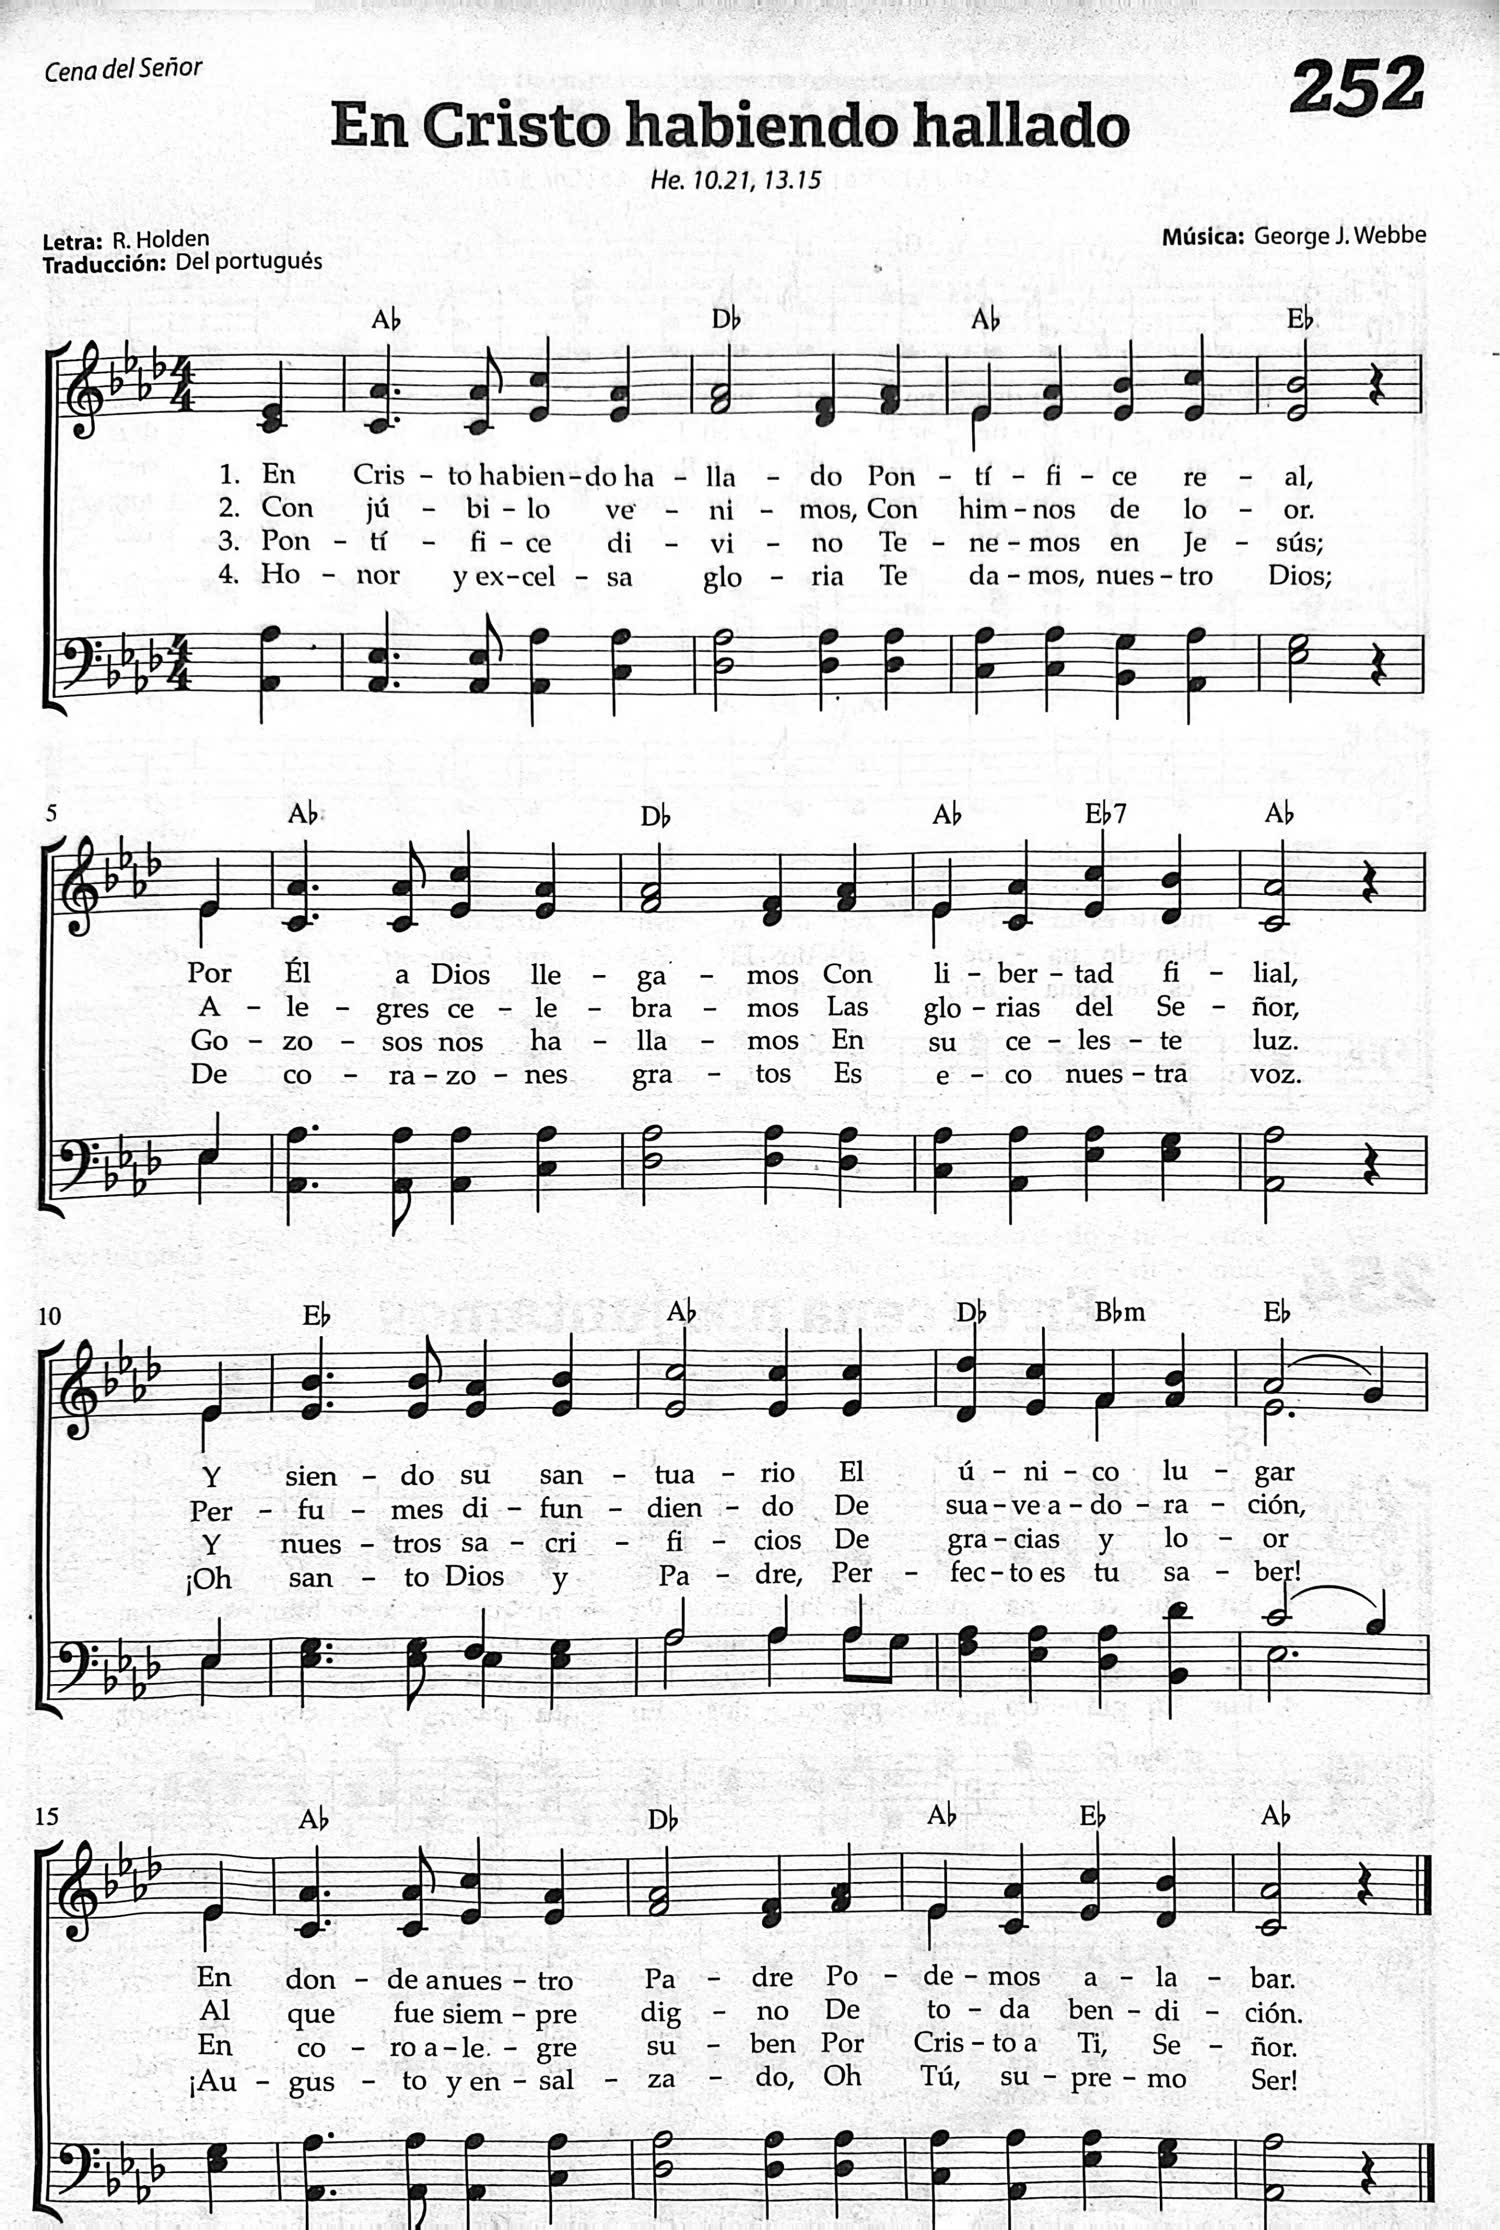 Cena del Señor
252
En Cristo habiendo hallado
He. 10.21, 13.15
Letra: R. Holden
Música: George J. Webbe
Traducción: Del portugués
A♭ D♭ A♭ E♭
4 4
1. En Cris – to habien–do ha – lla – do Pon – tí – fi – ce re – al,
2. Con jú – bi – lo ve – ni – mos, Con him – nos de lo – or.
3. Pon – tí – fi – ce di – vi – no Te – ne – mos en Je – sús;
4. Ho – nor y ex–cel – sa glo – ria Te da – mos, nues – tro Dios;
4 4
5
A♭ D♭ A♭ E♭7 A♭
Por Él a Dios lle – ga – mos Con li – ber – tad fi – lial,
A – le – gres ce – le – bra – mos Las glo – rias del Se – ñor,
Go – zo – sos nos ha – lla – mos En su ce – les – te luz.
De co – ra – zo – nes gra – tos Es e – co nues – tra voz.
10
E♭ A♭ D♭ B♭m E♭
Y sien – do su san – tua – rio El ú – ni – co lu – gar
Per – fu – mes di – fun – dien – do De sua – ve a – do – ra – ción,
Y nues – tros sa – cri – fi – cios De gra – cias y lo – or
¡Oh san – to Dios y Pa – dre, Per – fec – to es tu sa – ber!
15
A♭ D♭ A♭ E♭ A♭
En don – de a nues – tro Pa – dre Po – de – mos a – la – bar.
Al que fue siem – pre dig – no De to – da ben – di – ción.
En co – ro a – le – gre su – ben Por Cris – to a Ti, Se – ñor.
¡Au – gus – to y en – sal – za – do, Oh Tú, su – pre – mo Ser!